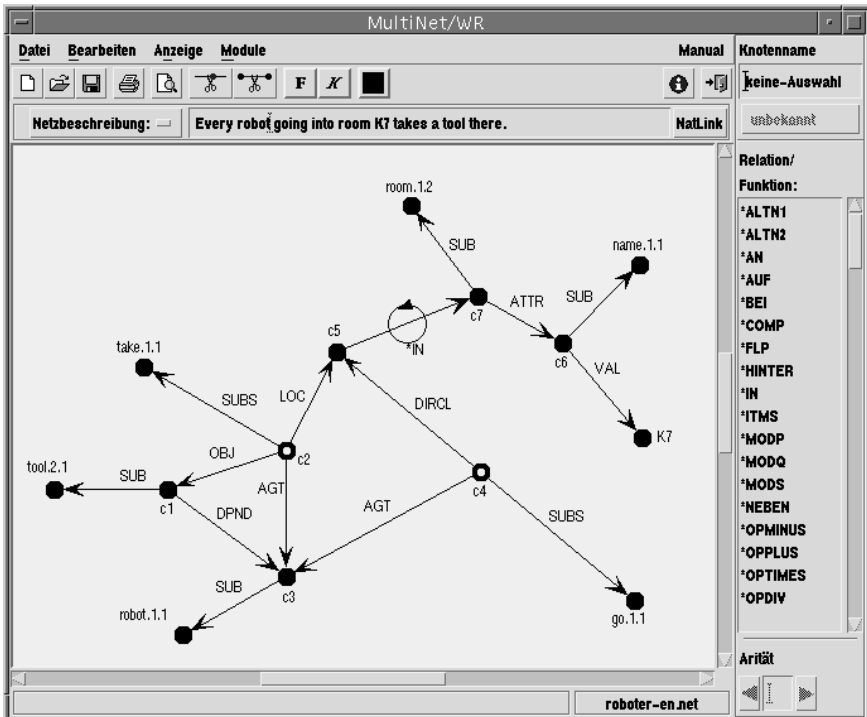 MultiNet/WR
Datei Bearbeiten Anzeige Module Manual
F K
Netzbeschreibung: Every robot going into room K7 takes a tool there. NatLink
room.1.2
SUB
name.1.1
SUB
ATTR
c7
c5
*IN
c6
take.1.1
VAL
SUBS
LOC
DIRCL
K7
OBJ
c2
tool.2.1
SUB
c4
AGT
c1
AGT
SUBS
DPND
SUB
c3
robot.1.1
go.1.1
roboter-en.net
Knotenname
keine-Auswahl
unbekannt
Relation/
Funktion:
*ALTN1
*ALTN2
*AN
*AUF
*BEI
*COMP
*FLP
*HINTER
*IN
*ITMS
*MODP
*MODQ
*MODS
*NEBEN
*OPMINUS
*OPPLUS
*OPTIMES
*OPDIV
Arität